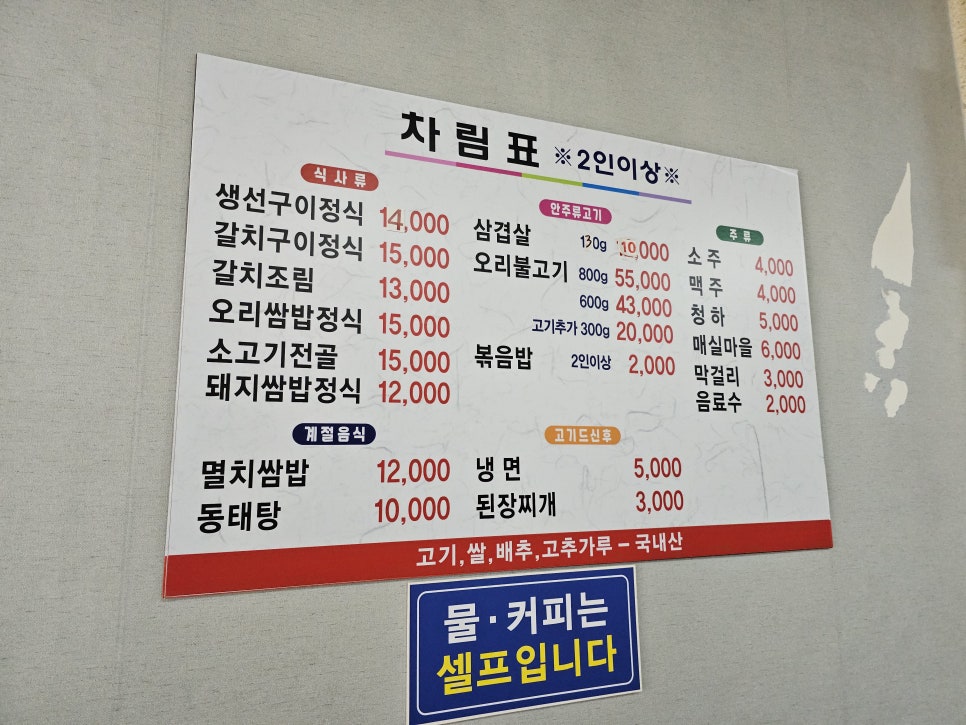 차림표 ※2인이상※
식사류
생선구이정식 14,000
갈치구이정식 15,000
갈치조림 13,000
오리쌈밥정식 15,000
소고기전골 15,000
돼지쌈밥정식 12,000
안주류고기
삼겹살 130g 10,000
오리불고기 800g 55,000
600g 43,000
고기추가 300g 20,000
볶음밥 2인이상 2,000
주류
소주 4,000
맥주 4,000
청하 5,000
매실마을 6,000
막걸리 3,000
음료수 2,000
계절음식
멸치쌈밥 12,000
동태탕 10,000
고기드신후
냉면 5,000
된장찌개 3,000
고기,쌀,배추,고추가루 - 국내산
물·커피는
셀프입니다